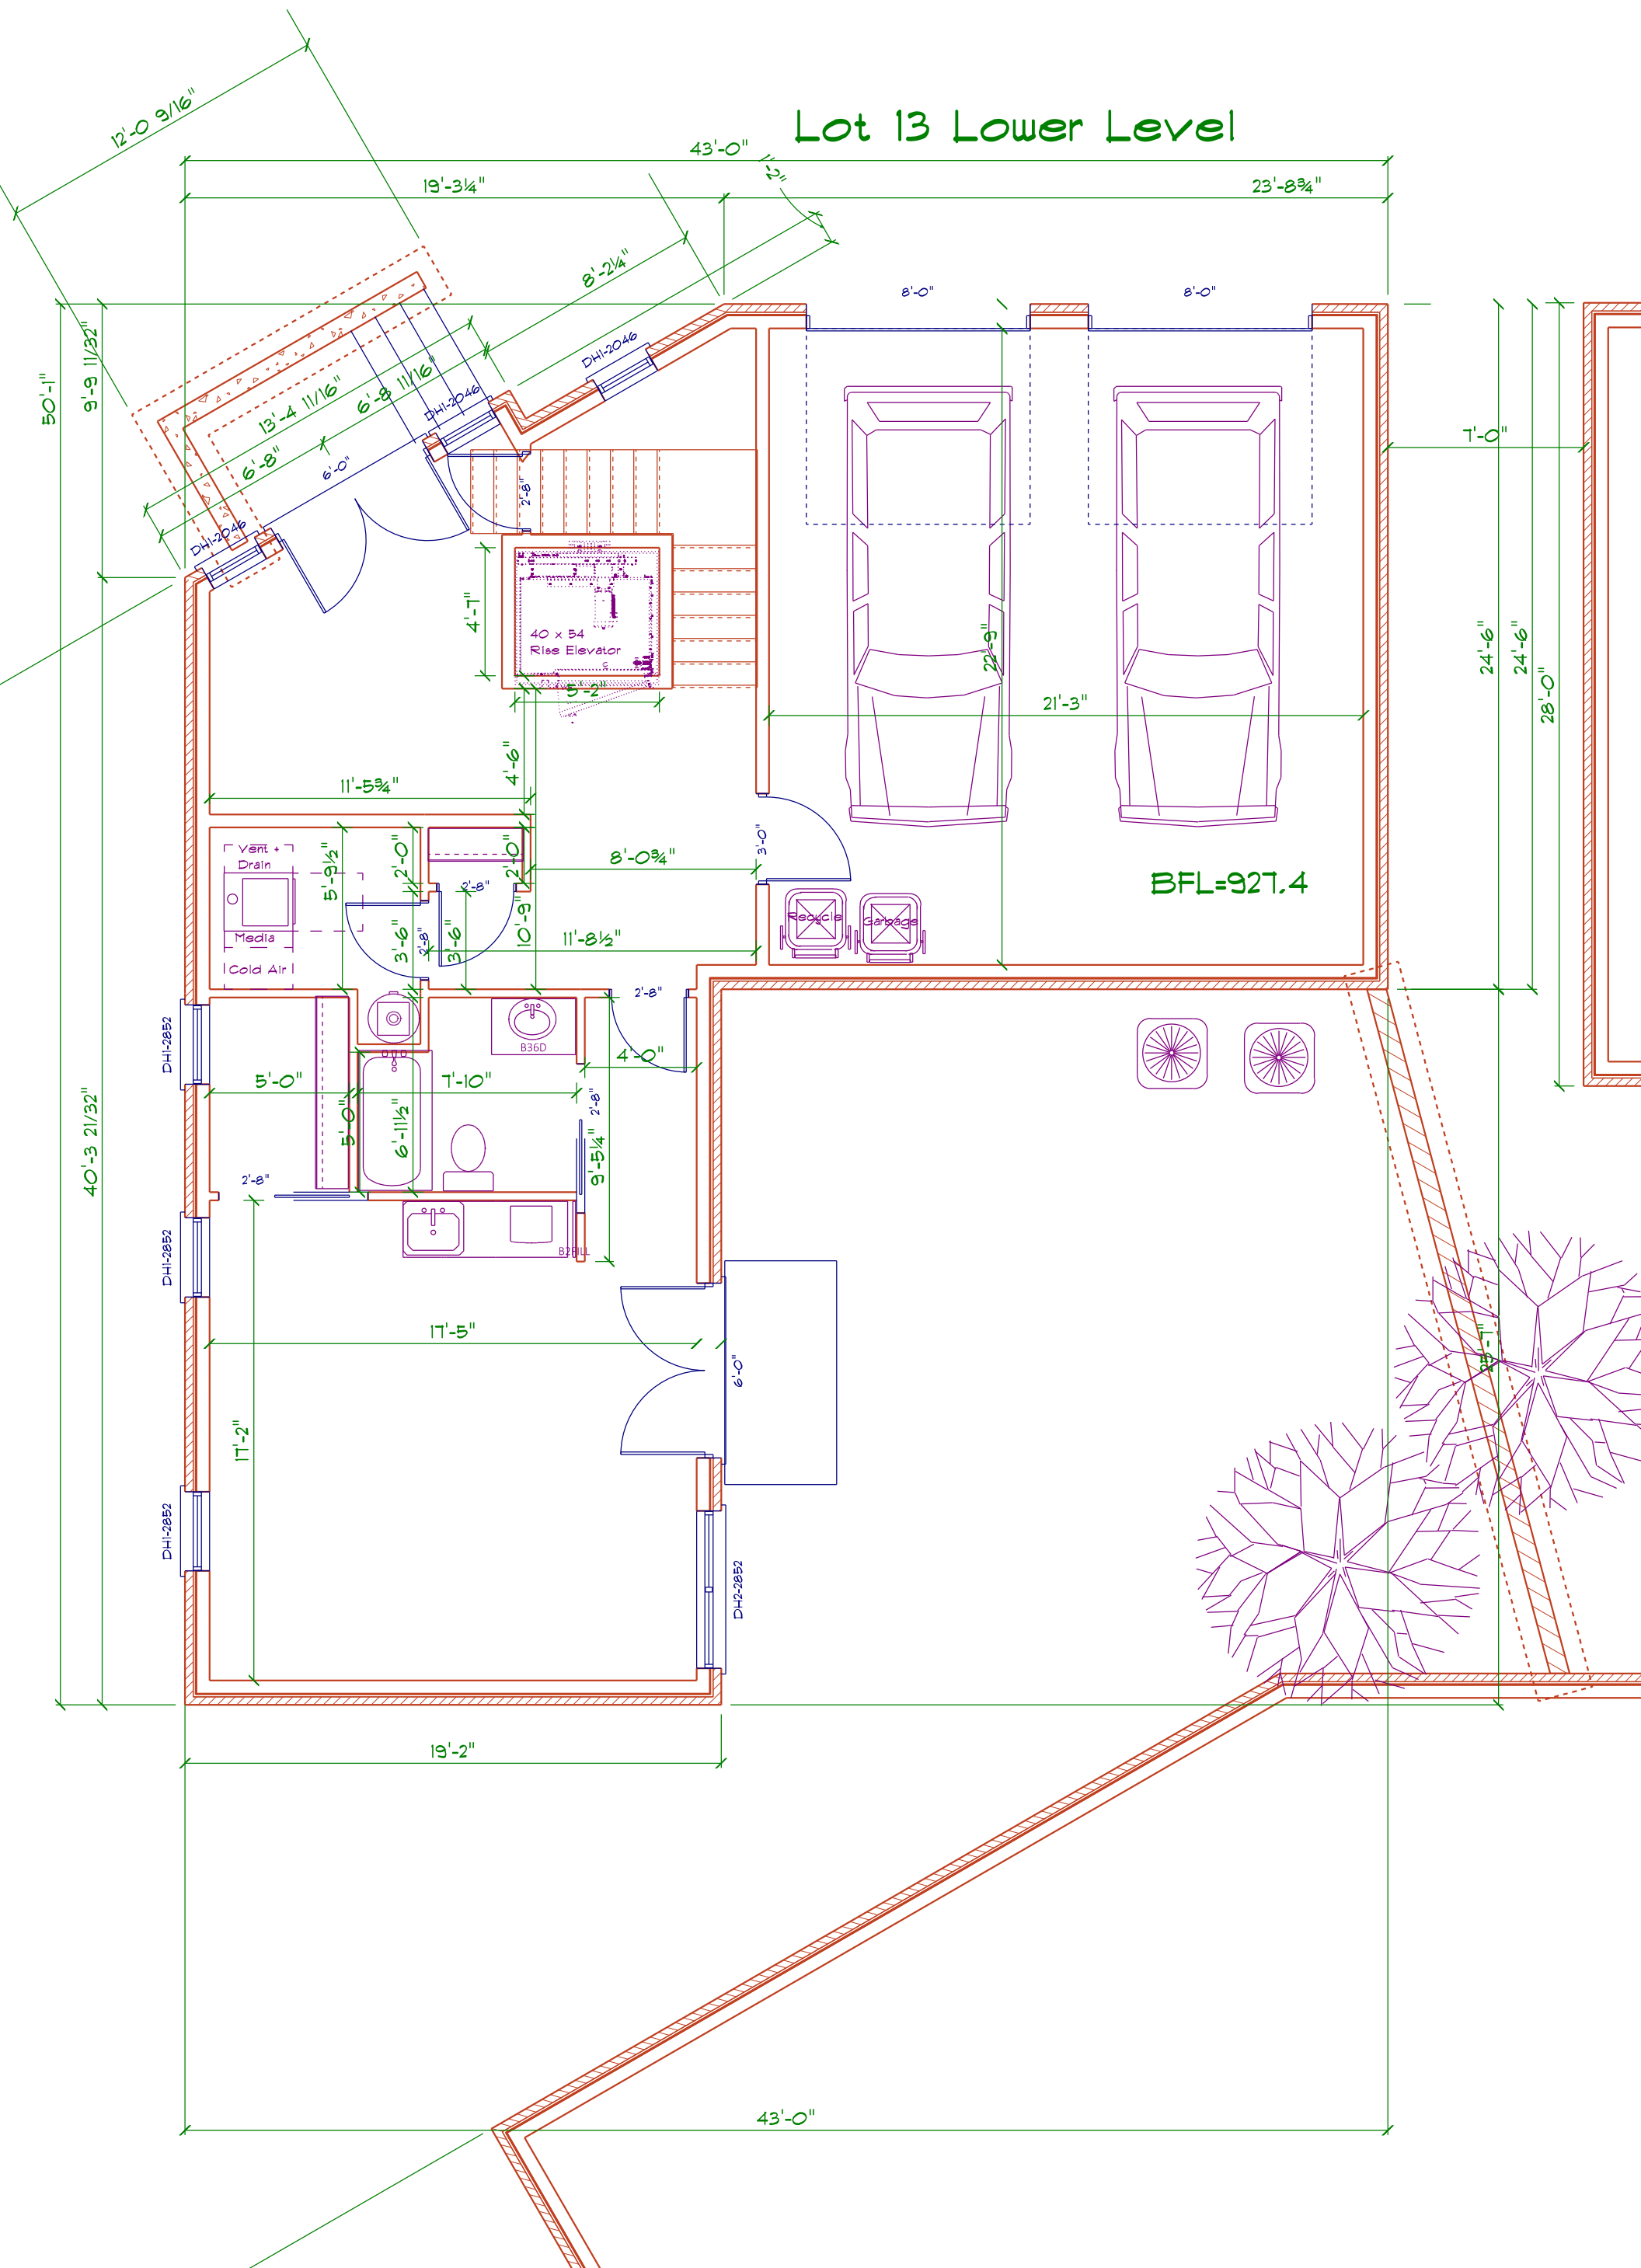 12'-0 9/16"
Lot 13 Lower Level
43'-0"
1'-2"
19'-3¼"
23'-8¾"
8'-2¼"
8'-0"
8'-0"
50'-1"
9'-9 11/32"
DH1-2046
DH1-2046
13'-4 11/16"
6'-8 11/16"
6'-8"
6'-0"
7'-0"
2'-8"
DH1-2046
4'-7"
40 x 54
Rise Elevator
5'-2"
22'-9"
24'-6"
24'-6"
28'-0"
21'-3"
4'-6"
11'-5¾"
3'-0"
Vent +
Drain
5'-9½"
2'-0"
2'-0"
8'-0¾"
2'-8"
BFL=927.4
Recycle
Garbage
Media
3'-6"
2'-8"
3'-6"
10'-9"
11'-8½"
Cold Air
2'-8"
DH1-2852
B36D
4'-0"
5'-0"
7'-10"
2'-8"
5'-0"
6'-11½"
9'-5¼"
40'-3 21/32"
2'-8"
DH1-2852
17'-5"
6'-0"
25'-7"
17'-2"
DH1-2852
DH2-2852
19'-2"
43'-0"